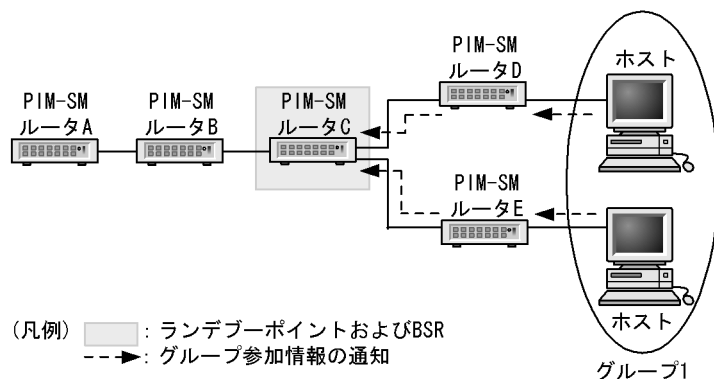 PIM-SM
ルータD
ホスト
PIM-SM
ルータA
PIM-SM
ルータB
PIM-SM
ルータC
PIM-SM
ルータE
ホスト
(凡例) : ランデブーポイントおよびBSR
: グループ参加情報の通知
グループ1